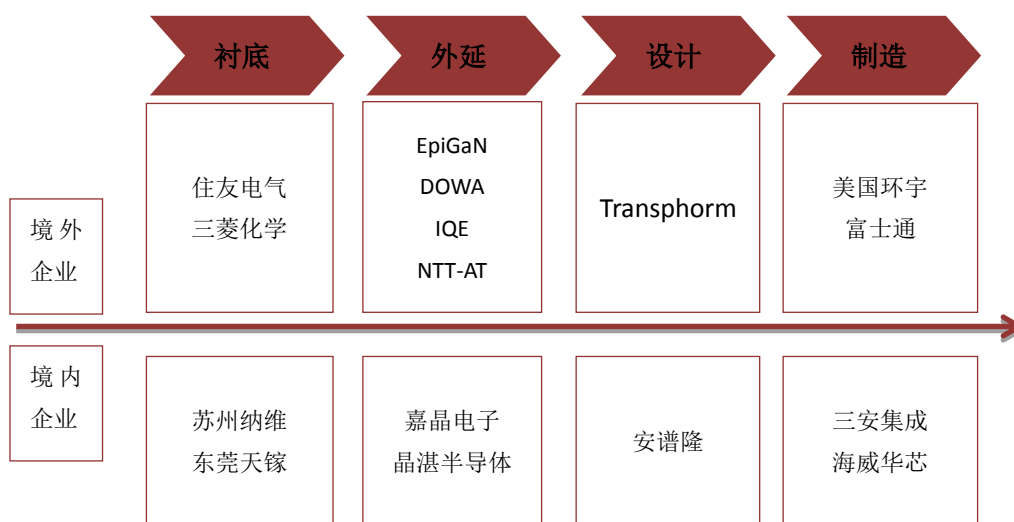 衬底
外延
设计
制造
境外
企业
住友电气
三菱化学
EpiGaN
DOWA
IQE
NTT-AT
Transphorm
美国环宇
富士通
境内
企业
苏州纳维
东莞天镓
嘉晶电子
晶湛半导体
安谱隆
三安集成
海威华芯